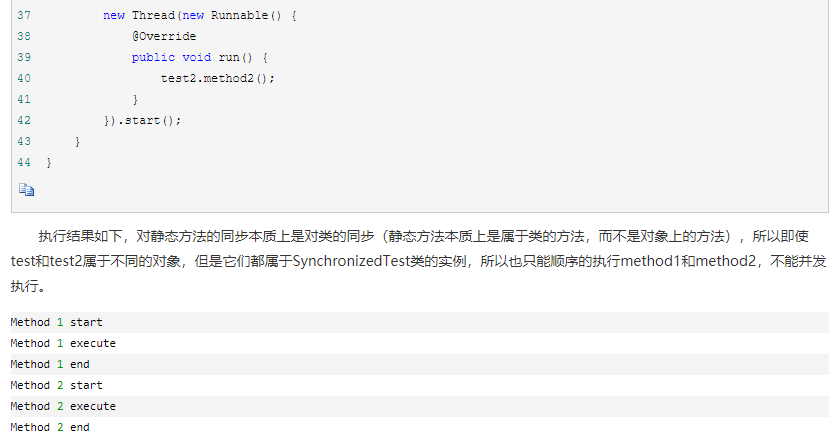 37 new Thread(new Runnable() {
38 @Override
39 public void run() {
40 test2.method2();
41 }
42 }).start();
43 }
44 }
执行结果如下，对静态方法的同步本质上是对类的同步（静态方法本质上是属于类的方法，而不是对象上的方法），所以即使
test和test2属于不同的对象，但是它们都属于SynchronizedTest类的实例，所以也只能顺序的执行method1和method2，不能并发
执行。
Method 1 start
Method 1 execute
Method 1 end
Method 2 start
Method 2 execute
Method 2 end